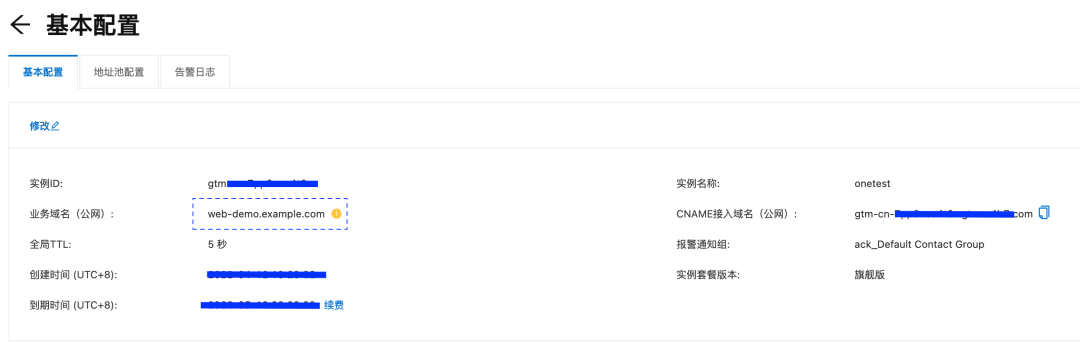 基本配置
基本配置 地址池配置 告警日志
修改
实例ID: gtm 实例名称: onetest
业务域名（公网）: web-demo.example.com CNAME接入域名（公网）: gtm-cn- com
全局TTL: 5 秒 报警通知组: ack_Default Contact Group
创建时间 (UTC+8): 实例套餐版本: 旗舰版
到期时间 (UTC+8): 续费